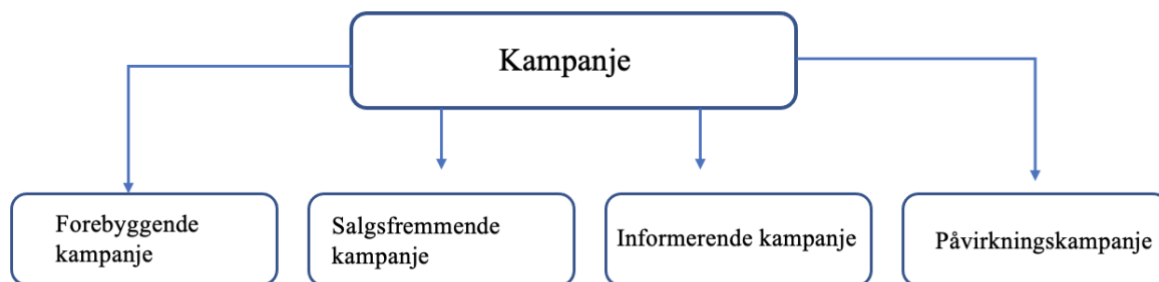 Kampanje
Forebyggende
kampanje
Salgsfremmende
kampanje
Informerende kampanje
Påvirkningskampanje